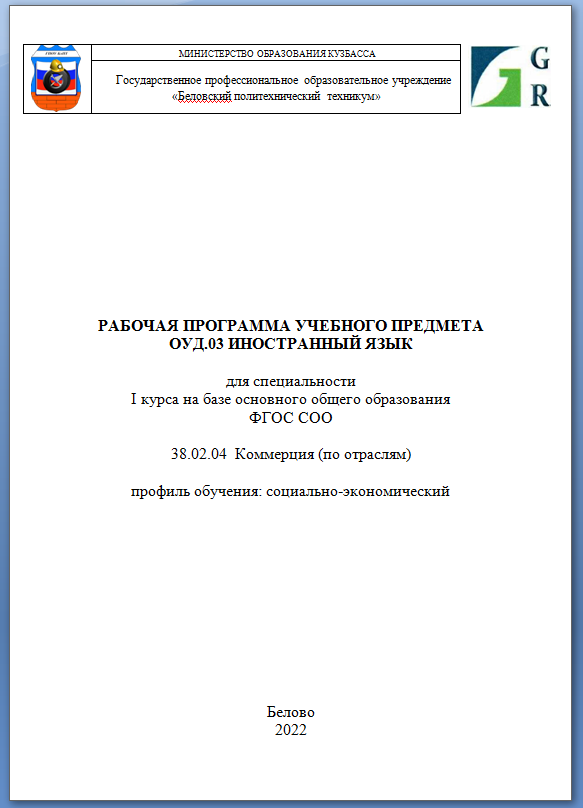 МИНИСТЕРСТВО ОБРАЗОВАНИЯ КУЗБАССА
Государственное профессиональное образовательное учреждение
«Беловский политехнический техникум»
G
R
РАБОЧАЯ ПРОГРАММА УЧЕБНОГО ПРЕДМЕТА
ОУД.03 ИНОСТРАННЫЙ ЯЗЫК
для специальности
I курса на базе основного общего образования
ФГОС СОО
38.02.04 Коммерция (по отраслям)
профиль обучения: социально-экономический
Белово
2022